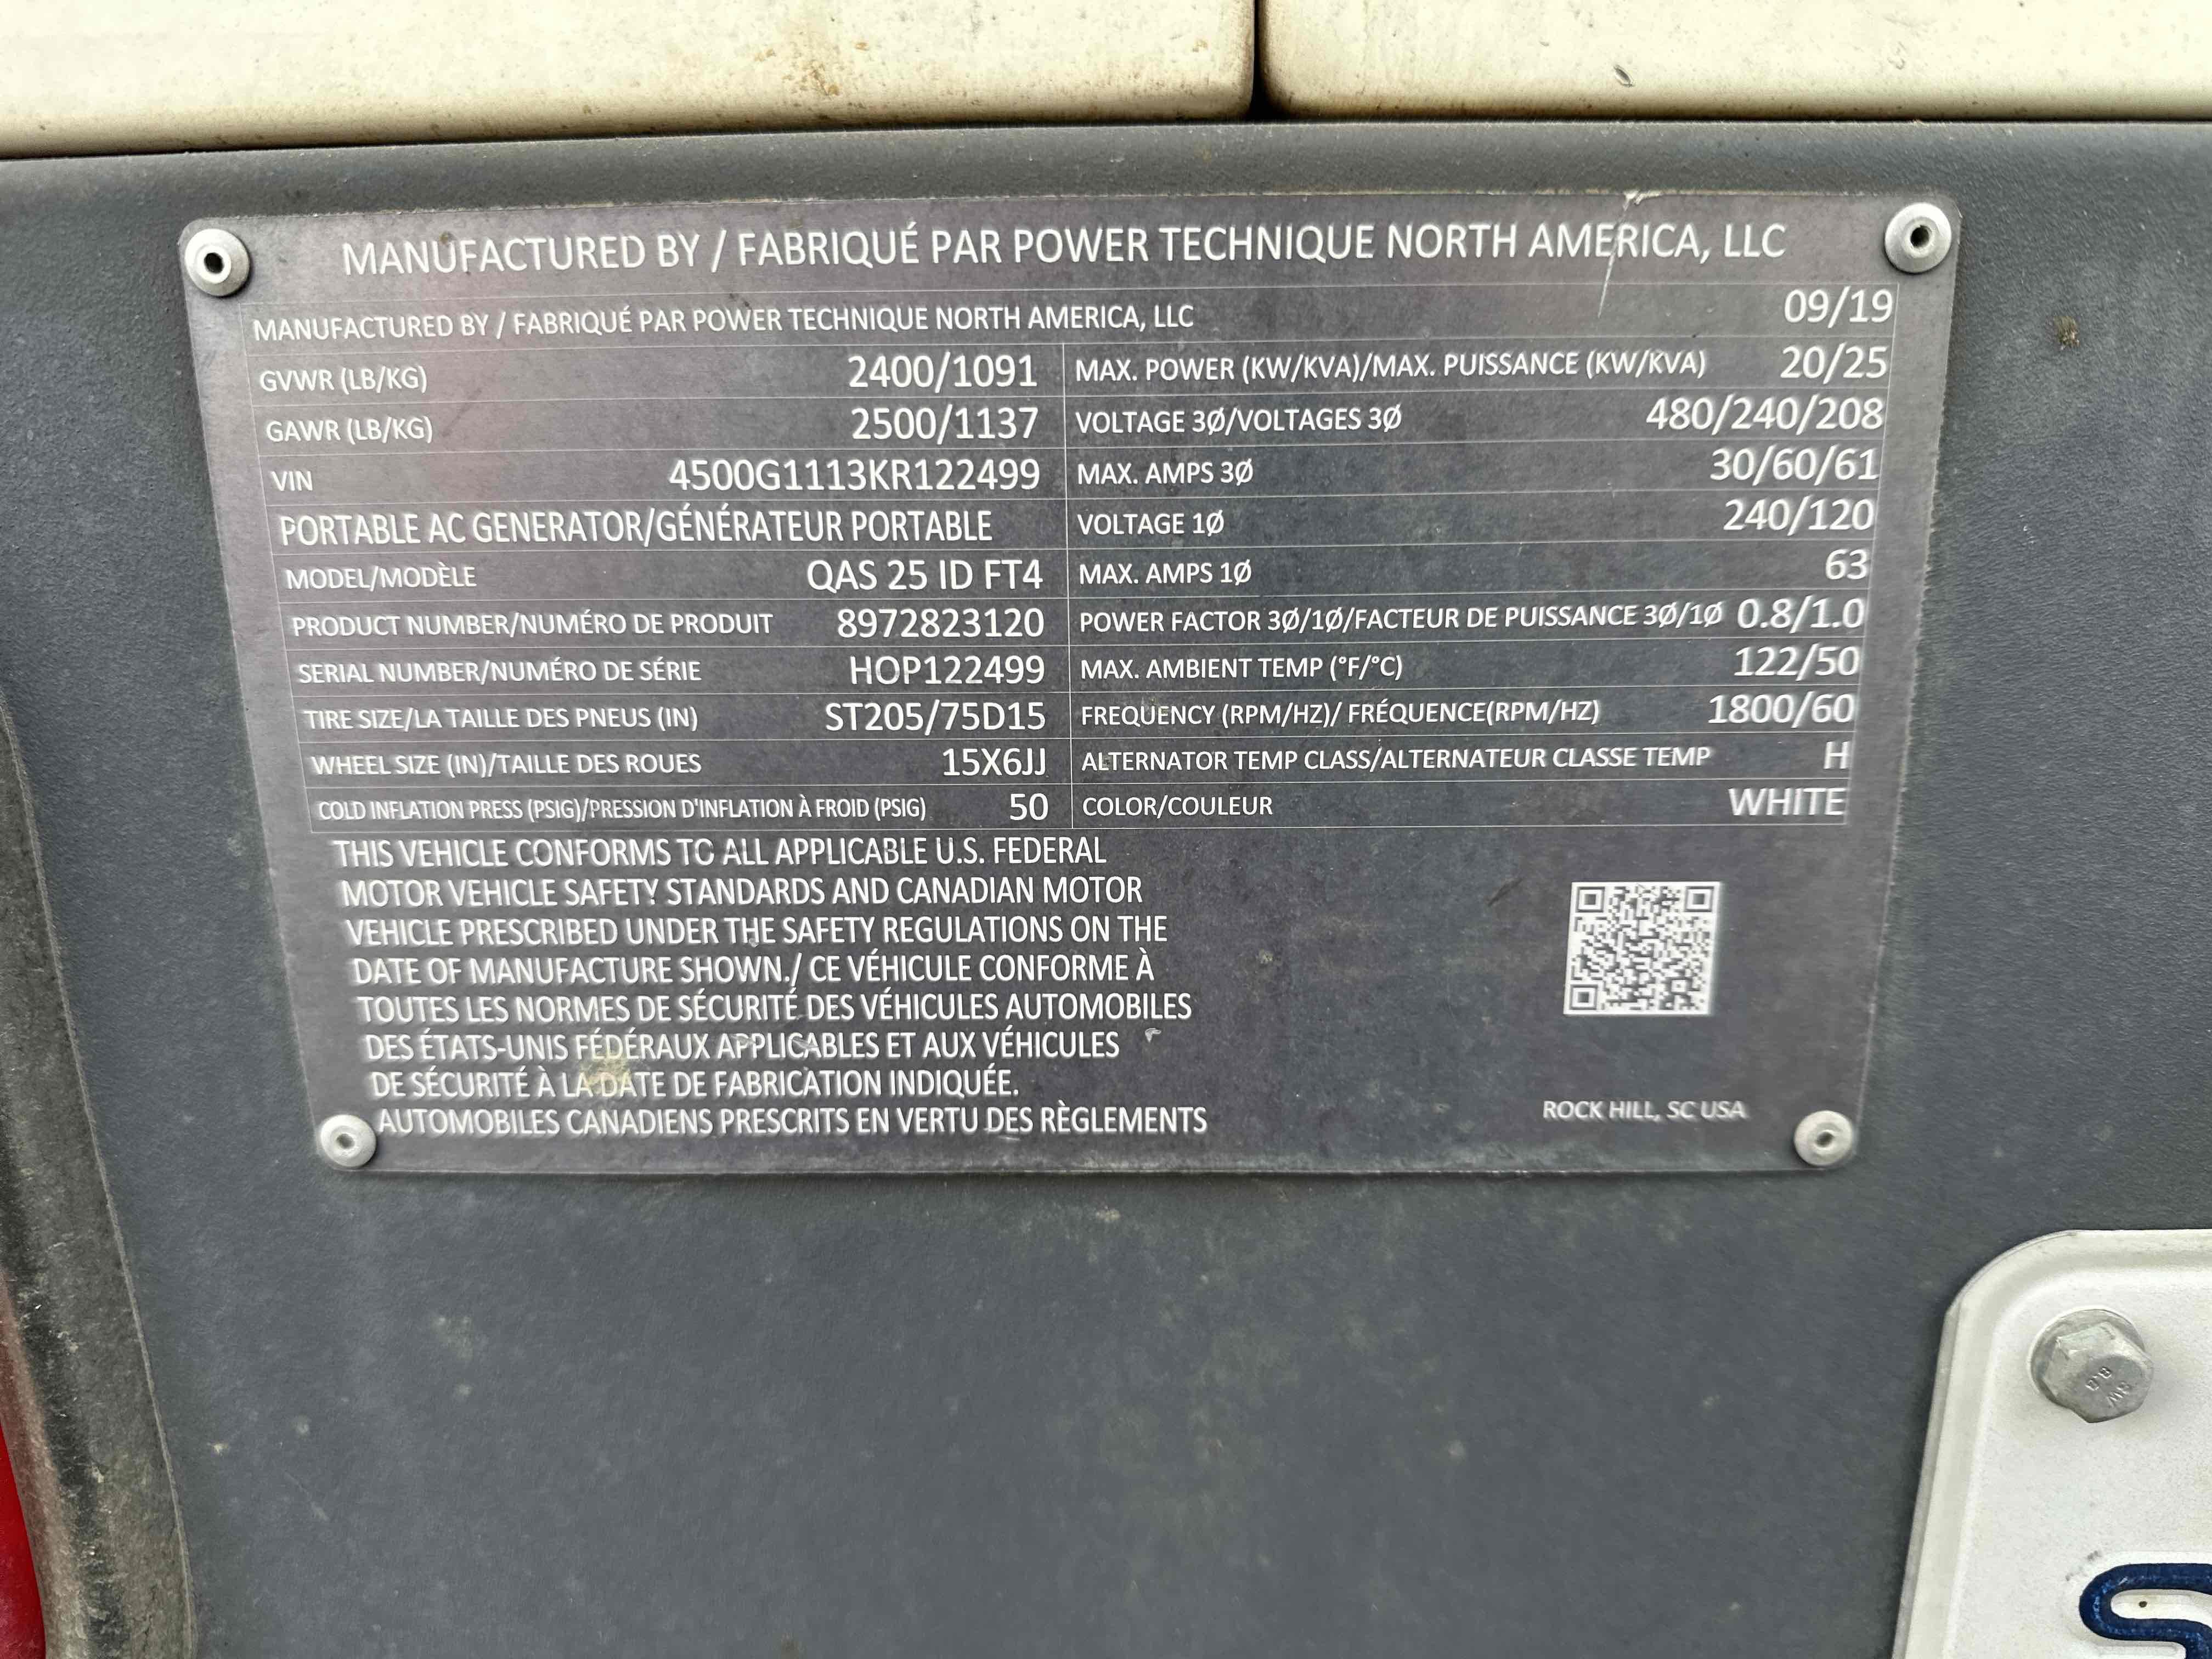 MANUFACTURED BY / FABRIQUÉ PAR POWER TECHNIQUE NORTH AMERICA, LLC
MANUFACTURED BY / FABRIQUÉ PAR POWER TECHNIQUE NORTH AMERICA, LLC 09/19
GVWR (LB/KG) 2400/1091 MAX. POWER (KW/KVA)/MAX. PUISSANCE (KW/KVA) 20/25
GAWR (LB/KG) 2500/1137 VOLTAGE 3Ø/VOLTAGES 3Ø 480/240/208
VIN 4500G1113KR122499 MAX. AMPS 3Ø 30/60/61
PORTABLE AC GENERATOR/GÉNÉRATEUR PORTABLE VOLTAGE 1Ø 240/120
MODEL/MODÈLE QAS 25 ID FT4 MAX. AMPS 1Ø 63
PRODUCT NUMBER/NUMÉRO DE PRODUIT 8972823120 POWER FACTOR 3Ø/1Ø/FACTEUR DE PUISSANCE 3Ø/1Ø 0.8/1.0
SERIAL NUMBER/NUMÉRO DE SÉRIE HOP122499 MAX. AMBIENT TEMP (°F/°C) 122/50
TIRE SIZE/LA TAILLE DES PNEUS (IN) ST205/75D15 FREQUENCY (RPM/HZ)/ FRÉQUENCE(RPM/HZ) 1800/60
WHEEL SIZE (IN)/TAILLE DES ROUES 15X6JJ ALTERNATOR TEMP CLASS/ALTERNATEUR CLASSE TEMP H
COLD INFLATION PRESS (PSIG)/PRESSION D'INFLATION À FROID (PSIG) 50 COLOR/COULEUR WHITE
THIS VEHICLE CONFORMS TO ALL APPLICABLE U.S. FEDERAL
MOTOR VEHICLE SAFETY STANDARDS AND CANADIAN MOTOR
VEHICLE PRESCRIBED UNDER THE SAFETY REGULATIONS ON THE
DATE OF MANUFACTURE SHOWN./ CE VÉHICULE CONFORME À
TOUTES LES NORMES DE SÉCURITÉ DES VÉHICULES AUTOMOBILES
DES ÉTATS-UNIS FÉDÉRAUX APPLICABLES ET AUX VÉHICULES
DE SÉCURITÉ À LA DATE DE FABRICATION INDIQUÉE.
AUTOMOBILES CANADIENS PRESCRITS EN VERTU DES RÈGLEMENTS
ROCK HILL, SC USA
8.8